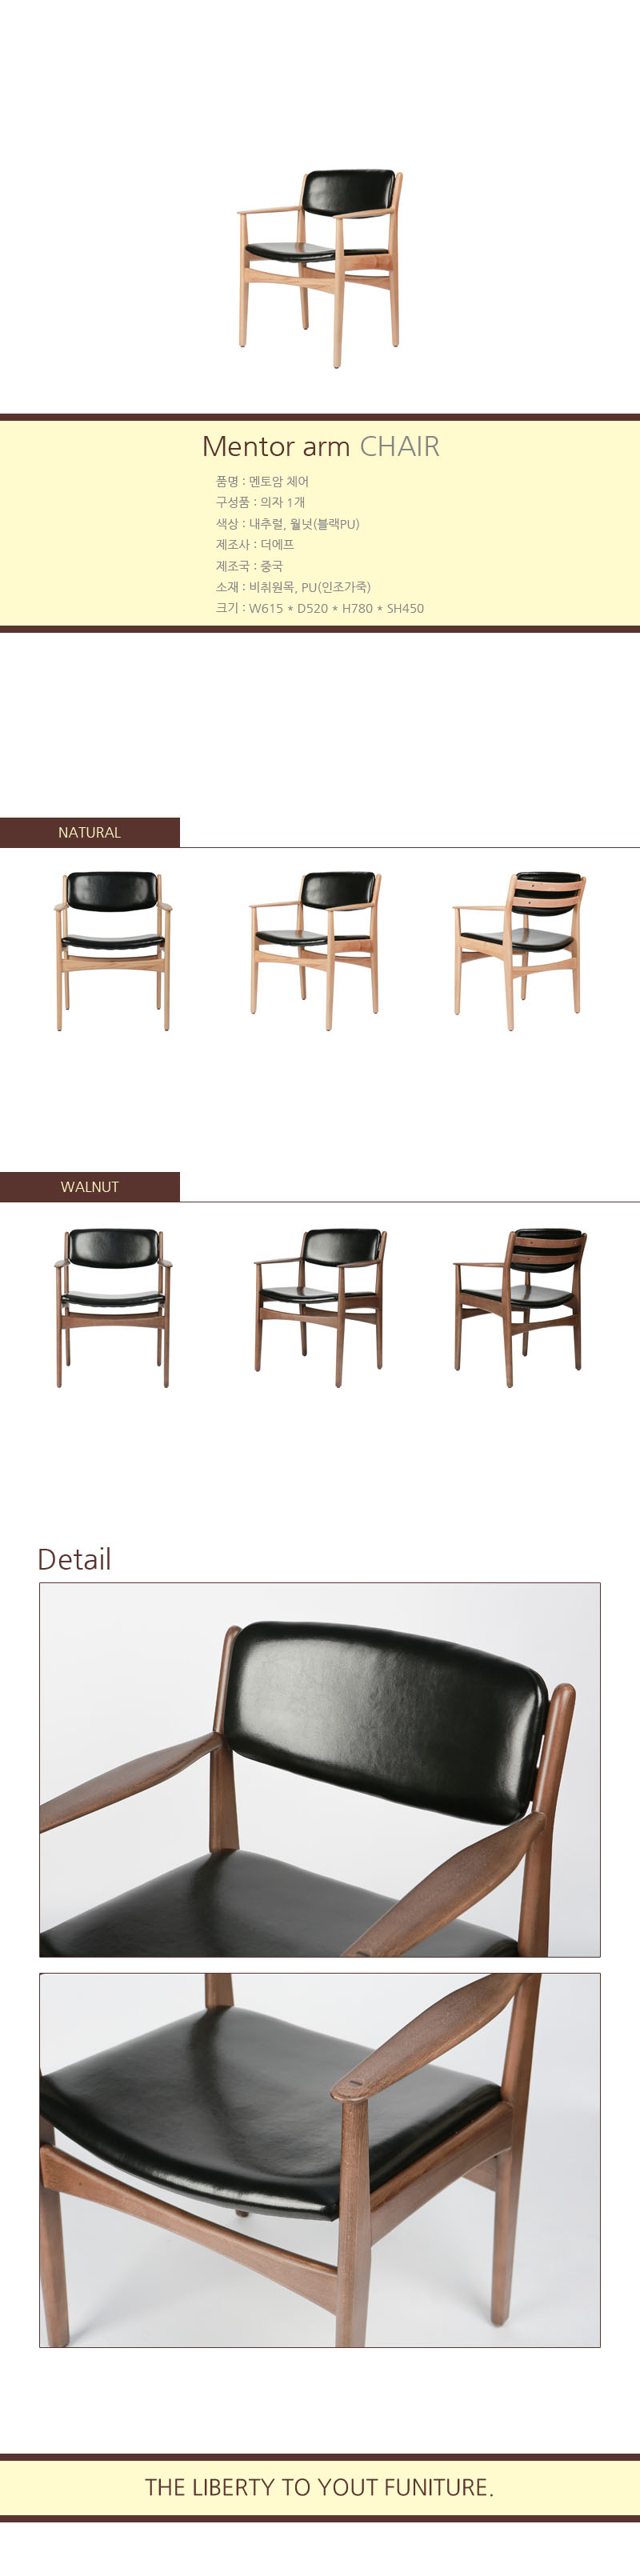 Mentor arm CHAIR
품명 : 멘토암 체어
구성품 : 의자 1개
색상 : 내추럴, 월넛(블랙PU)
제조사 : 더에프
제조국 : 중국
소재 : 비취원목, PU(인조가죽)
크기 : W615 * D520 * H780 * SH450
NATURAL
WALNUT
Detail
THE LIBERTY TO YOUT FUNITURE.